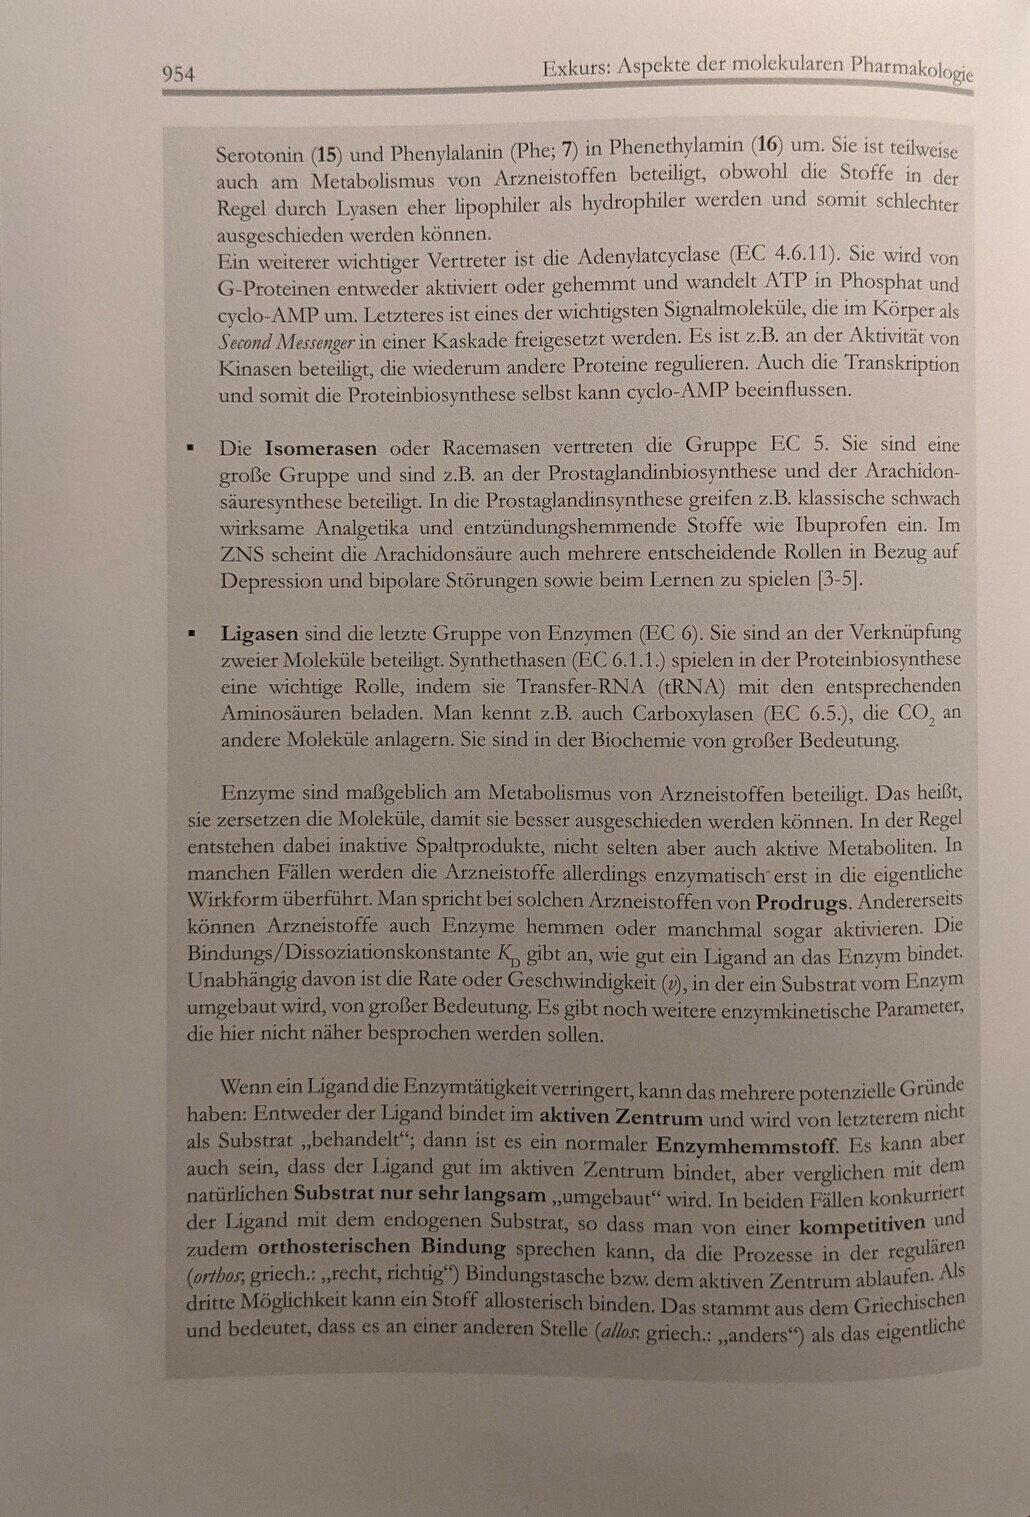 954
Exkurs: Aspekte der molekularen Pharmakologie
Serotonin (15) und Phenylalanin (Phe; 7) in Phenethylamin (16) um. Sie ist teilweise
auch am Metabolismus von Arzneistoffen beteiligt, obwohl die Stoffe in der
Regel durch Lyasen eher lipophiler als hydrophiler werden und somit schlechter
ausgeschieden werden können.
Ein weiterer wichtiger Vertreter ist die Adenylatcyclase (EC 4.6.11). Sie wird von
G-Proteinen entweder aktiviert oder gehemmt und wandelt ATP in Phosphat und
cyclo-AMP um. Letzteres ist eines der wichtigsten Signalmoleküle, die im Körper als
Second Messenger in einer Kaskade freigesetzt werden. Es ist z.B. an der Aktivität von
Kinasen beteiligt, die wiederum andere Proteine regulieren. Auch die Transkription
und somit die Proteinbiosynthese selbst kann cyclo-AMP beeinflussen.
▪ Die Isomerasen oder Racemasen vertreten die Gruppe EC 5. Sie sind eine
große Gruppe und sind z.B. an der Prostaglandinbiosynthese und der Arachidon-
säuresynthese beteiligt. In die Prostaglandinsynthese greifen z.B. klassische schwach
wirksame Analgetika und entzündungshemmende Stoffe wie Ibuprofen ein. Im
ZNS scheint die Arachidonsäure auch mehrere entscheidende Rollen in Bezug auf
Depression und bipolare Störungen sowie beim Lernen zu spielen [3-5].
▪ Ligasen sind die letzte Gruppe von Enzymen (EC 6). Sie sind an der Verknüpfung
zweier Moleküle beteiligt. Synthethasen (EC 6.1.1.) spielen in der Proteinbiosynthese
eine wichtige Rolle, indem sie Transfer-RNA (tRNA) mit den entsprechenden
Aminosäuren beladen. Man kennt z.B. auch Carboxylasen (EC 6.5.), die CO₂ an
andere Moleküle anlagern. Sie sind in der Biochemie von großer Bedeutung.
Enzyme sind maßgeblich am Metabolismus von Arzneistoffen beteiligt. Das heißt,
sie zersetzen die Moleküle, damit sie besser ausgeschieden werden können. In der Regel
entstehen dabei inaktive Spaltprodukte, nicht selten aber auch aktive Metaboliten. In
manchen Fällen werden die Arzneistoffe allerdings enzymatisch erst in die eigentliche
Wirkform überführt. Man spricht bei solchen Arzneistoffen von Prodrugs. Andererseits
können Arzneistoffe auch Enzyme hemmen oder manchmal sogar aktivieren. Die
Bindungs/Dissoziationskonstante K_D gibt an, wie gut ein Ligand an das Enzym bindet.
Unabhängig davon ist die Rate oder Geschwindigkeit (v), in der ein Substrat vom Enzym
umgebaut wird, von großer Bedeutung. Es gibt noch weitere enzymkinetische Parameter,
die hier nicht näher besprochen werden sollen.
Wenn ein Ligand die Enzymtätigkeit verringert, kann das mehrere potenzielle Gründe
haben: Entweder der Ligand bindet im aktiven Zentrum und wird von letzterem nicht
als Substrat „behandelt“; dann ist es ein normaler Enzymhemmstoff. Es kann aber
auch sein, dass der Ligand gut im aktiven Zentrum bindet, aber verglichen mit dem
natürlichen Substrat nur sehr langsam „umgebaut“ wird. In beiden Fällen konkurriert
der Ligand mit dem endogenen Substrat, so dass man von einer kompetitiven und
zudem orthosterischen Bindung sprechen kann, da die Prozesse in der regulären
(orthos; griech.: „recht, richtig“) Bindungstasche bzw. dem aktiven Zentrum ablaufen. Als
dritte Möglichkeit kann ein Stoff allosterisch binden. Das stammt aus dem Griechischen
und bedeutet, dass es an einer anderen Stelle (allos: griech.: „anders“) als das eigentliche